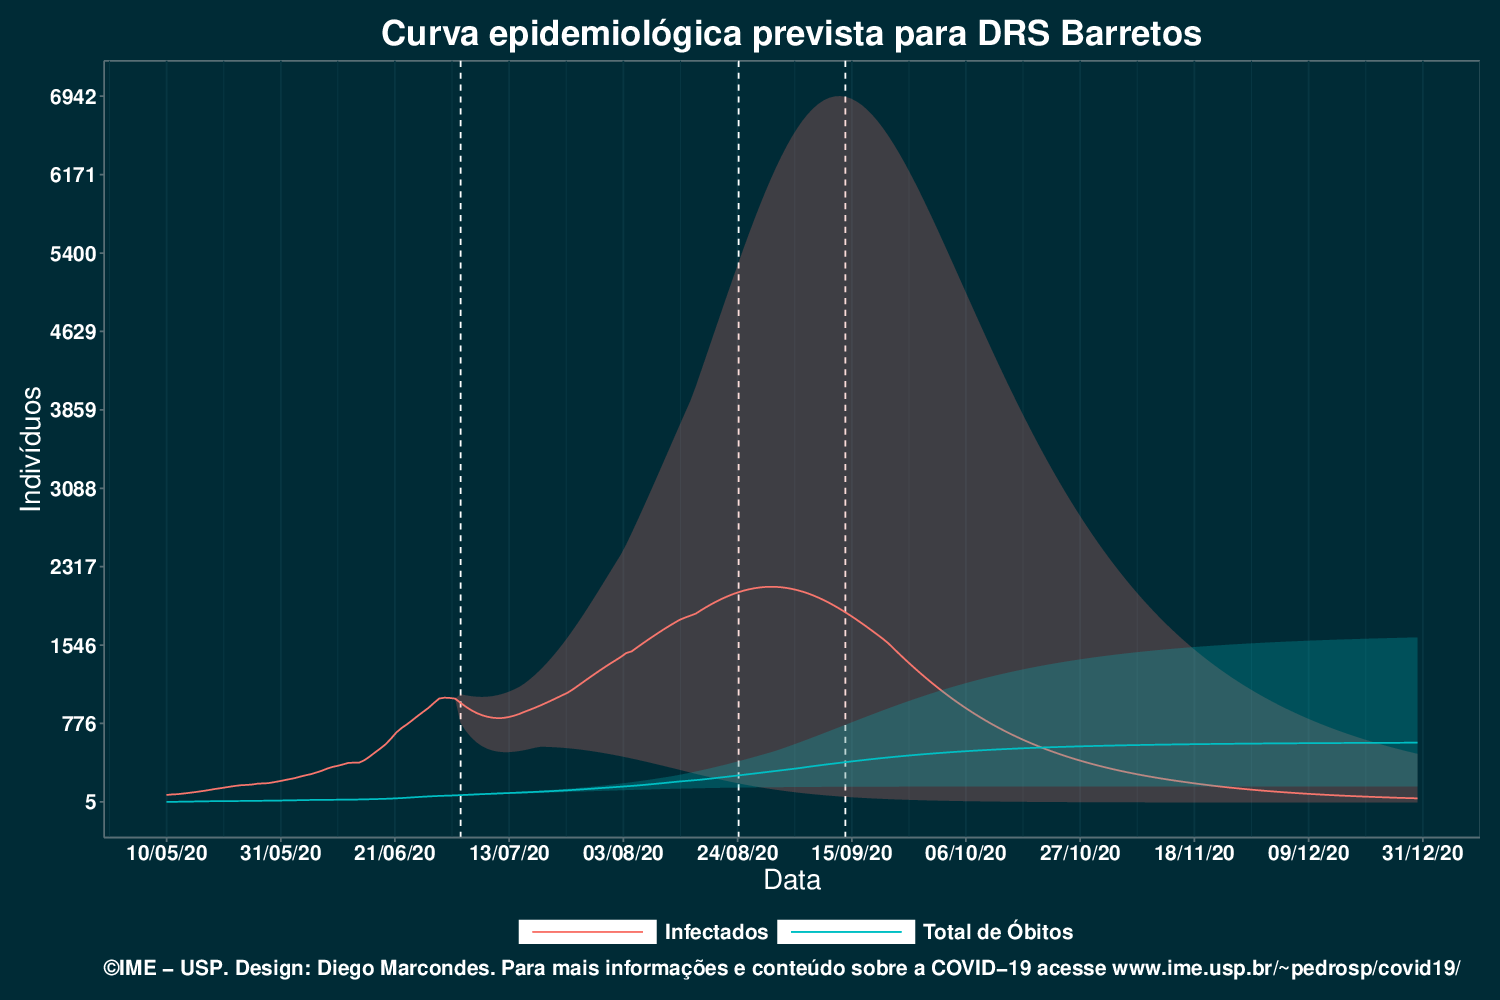 Curva epidemiológica prevista para DRS Barretos
6942
6171
5400
4629
3859
3088
2317
1546
776
5
Indivíduos
10/05/20 31/05/20 21/06/20 13/07/20 03/08/20 24/08/20 15/09/20 06/10/20 27/10/20 18/11/20 09/12/20 31/12/20
Data
Infectados Total de Óbitos
©IME − USP. Design: Diego Marcondes. Para mais informações e conteúdo sobre a COVID−19 acesse www.ime.usp.br/~pedrosp/covid19/